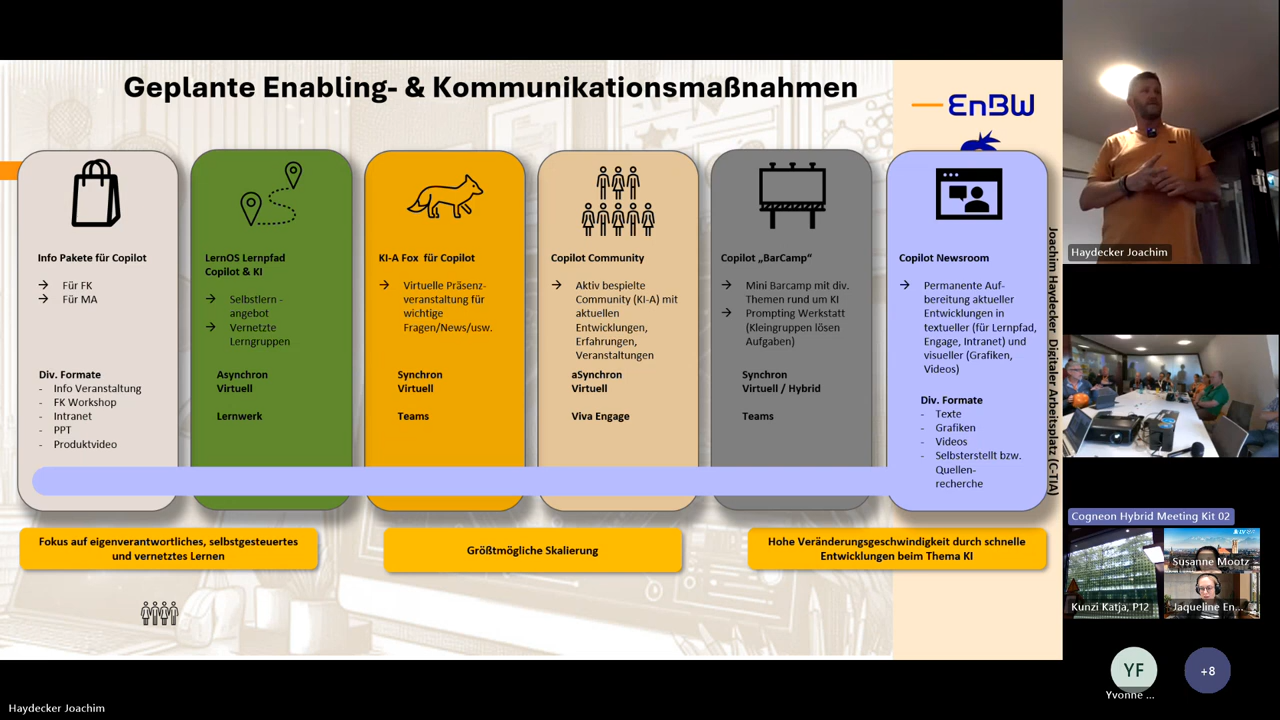 Geplante Enabling- & Kommunikationsmaßnahmen
EnBW
Info Pakete für Copilot
→ Für FK
→ Für MA
Div. Formate
- Info Veranstaltung
- FK Workshop
- Intranet
- PPT
- Produktvideo
LernOS Lernpfad
Copilot & KI
→ Selbstlern -
angebot
→ Vernetzte
Lerngruppen
Asynchron
Virtuell
Lernwerk
KI-A Fox für Copilot
→ Virtuelle Präsenz-
veranstaltung für
wichtige
Fragen/News/usw.
Synchron
Virtuell
Teams
Copilot Community
→ Aktiv bespielte
Community (KI-A) mit
aktuellen
Entwicklungen,
Erfahrungen,
Veranstaltungen
aSynchron
Virtuell
Viva Engage
Copilot „BarCamp“
→ Mini Barcamp mit div.
Themen rund um KI
→ Prompting Werkstatt
(Kleingruppen lösen
Aufgaben)
Synchron
Virtuell / Hybrid
Teams
Copilot Newsroom
→ Permanente Auf-
bereitung aktueller
Entwicklungen in
textueller (für Lernpfad,
Engage, Intranet) und
visueller (Grafiken,
Videos)
Div. Formate
- Texte
- Grafiken
- Videos
- Selbsterstellt bzw.
Quellen-
recherche
Joachim Haydecker Digitaler Arbeitsplatz (C-TIA)
Fokus auf eigenverantwortliches, selbstgesteuertes
und vernetztes Lernen
Größtmögliche Skalierung
Hohe Veränderungsgeschwindigkeit durch schnelle
Entwicklungen beim Thema KI
Haydecker Joachim
Cogneon Hybrid Meeting Kit 02
Susanne Mootz
Kunzi Katja, P12
Jaqueline En...
YF
+8
Yvonne ...
Haydecker Joachim